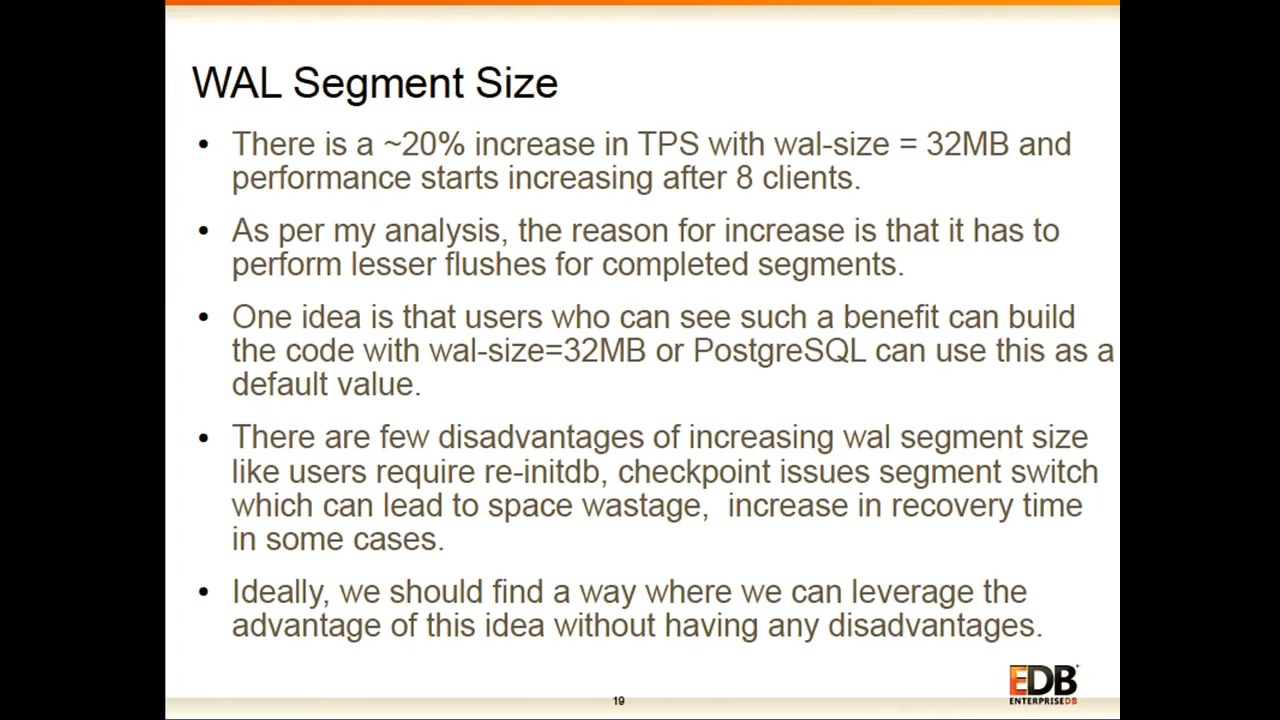 WAL Segment Size
• There is a ~20% increase in TPS with wal-size = 32MB and
performance starts increasing after 8 clients.
• As per my analysis, the reason for increase is that it has to
perform lesser flushes for completed segments.
• One idea is that users who can see such a benefit can build
the code with wal-size=32MB or PostgreSQL can use this as a
default value.
• There are few disadvantages of increasing wal segment size
like users require re-initdb, checkpoint issues segment switch
which can lead to space wastage,  increase in recovery time
in some cases.
• Ideally, we should find a way where we can leverage the
advantage of this idea without having any disadvantages.
EDB
ENTERPRISEDB
19